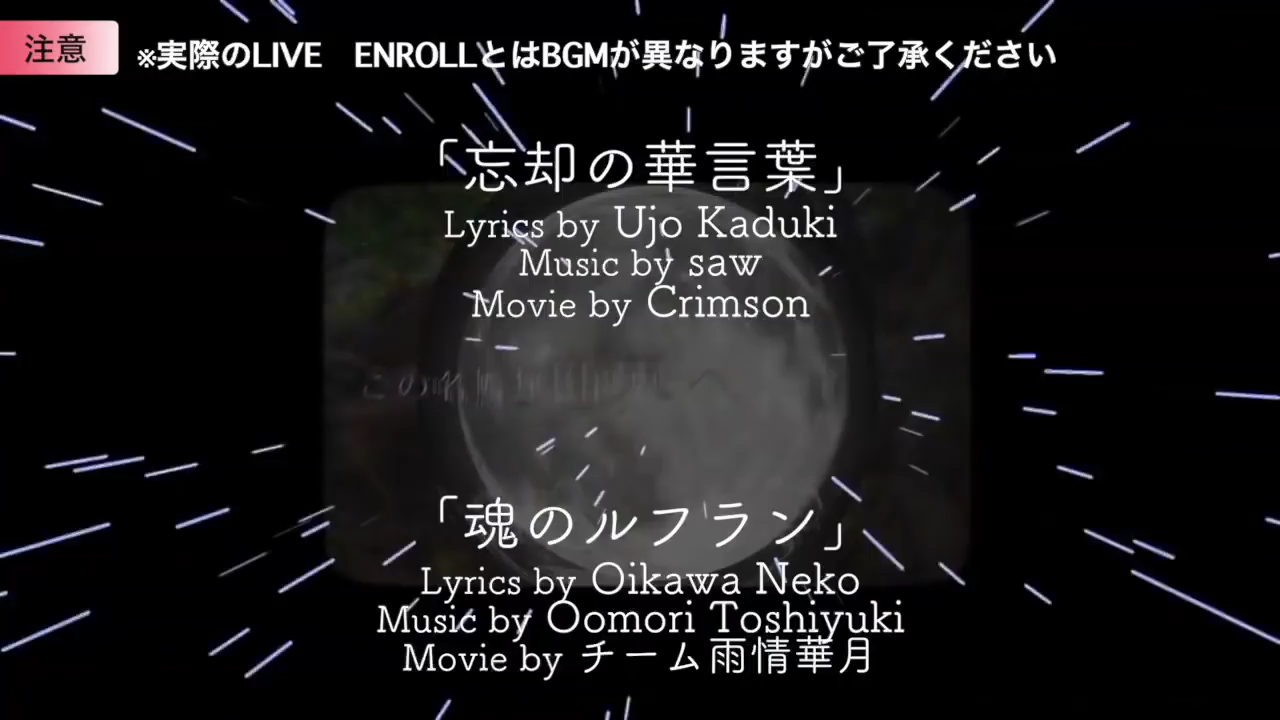 注意
※実際のLIVE　ENROLLとはBGMが異なりますがご了承ください
「忘却の華言葉」
Lyrics by Ujo Kaduki
Music by saw
Movie by Crimson
この
「魂のルフラン」
Lyrics by Oikawa Neko
Music by Oomori Toshiyuki
Movie by チーム雨情華月